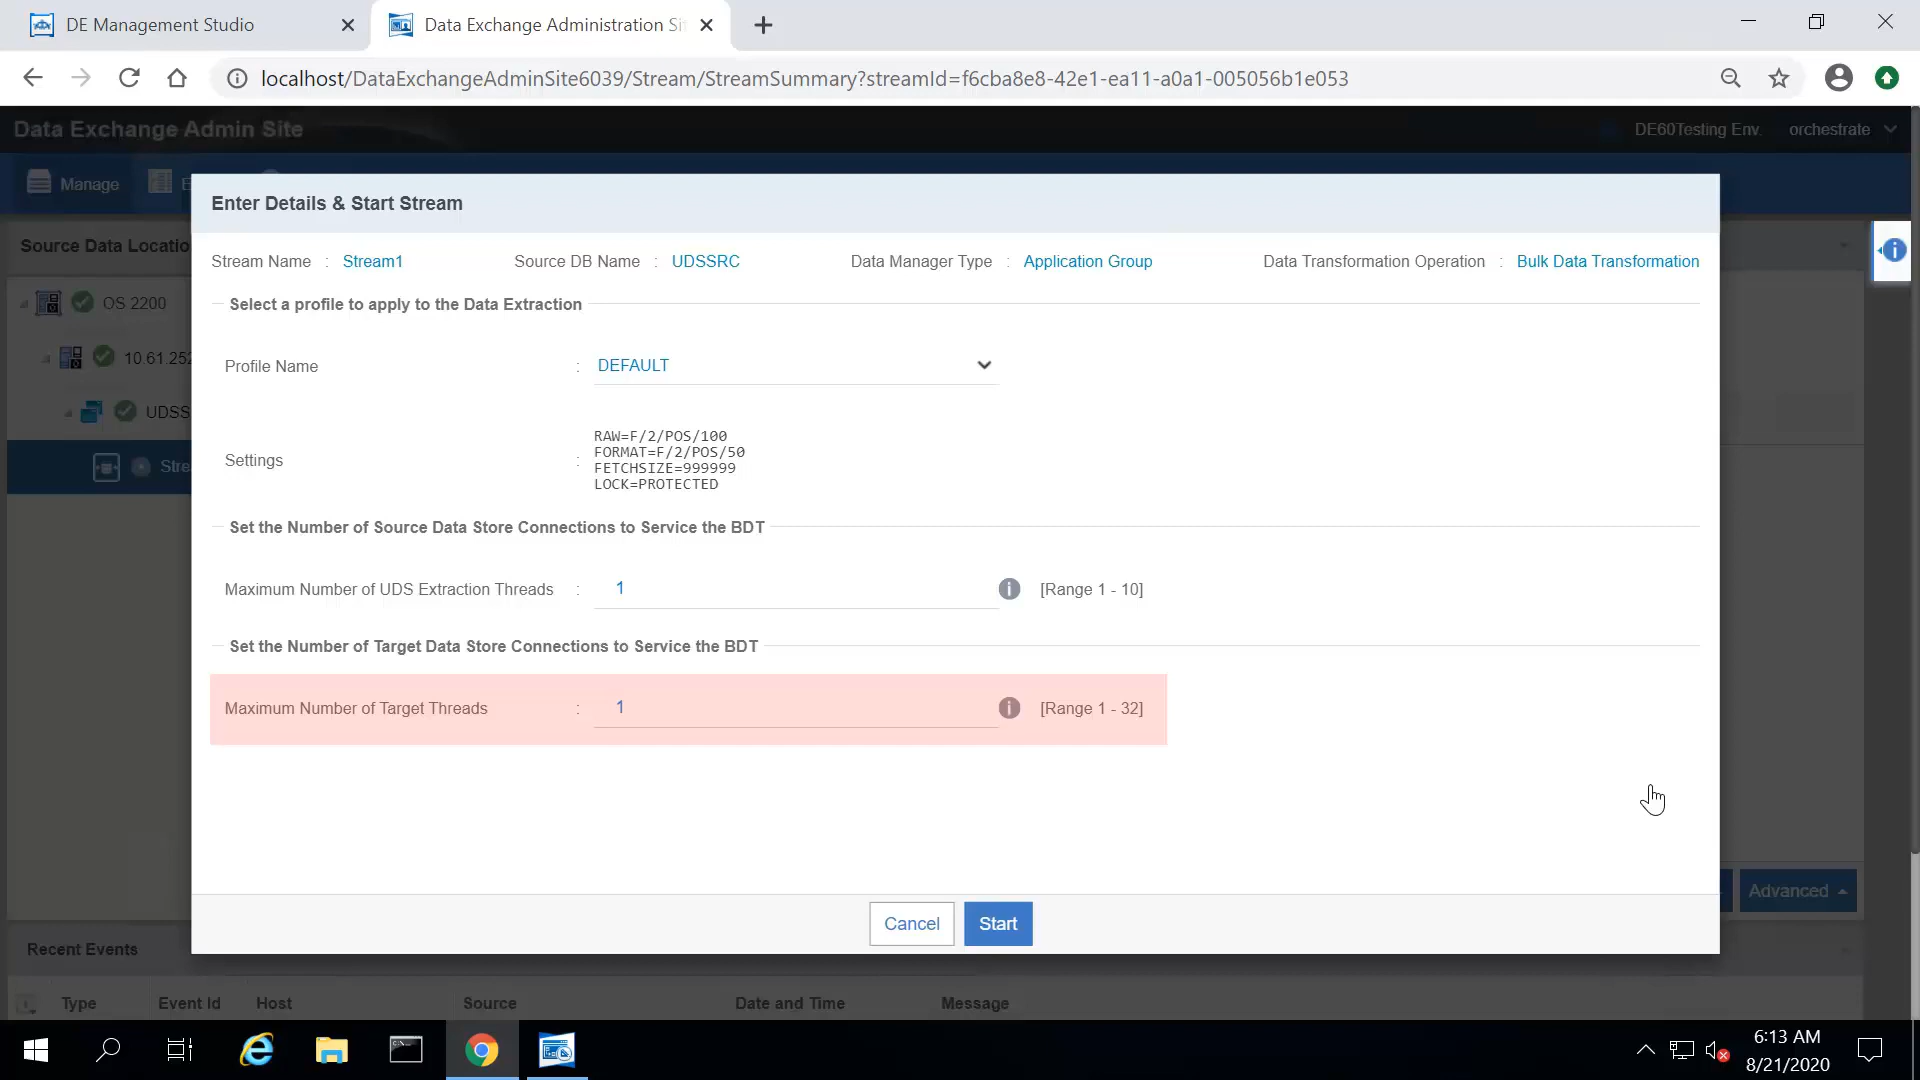 DE Management Studio
Data Exchange Administration Si
localhost/DataExchangeAdminSite6039/Stream/StreamSummary?streamId=f6cba8e8-42e1-ea11-a0a1-005056b1e053
Data Exchange Admin Site
DE60Testing Env.
orchestrate
Manage
E
Source Data Locatio
OS 2200
10.61.252
UDSS
Stre
Enter Details & Start Stream
Stream Name : Stream1
Source DB Name : UDSSRC
Data Manager Type : Application Group
Data Transformation Operation : Bulk Data Transformation
Select a profile to apply to the Data Extraction
Profile Name : DEFAULT
Settings :
RAW=F/2/POS/100
FORMAT=F/2/POS/50
FETCHSIZE=999999
LOCK=PROTECTED
Set the Number of Source Data Store Connections to Service the BDT
Maximum Number of UDS Extraction Threads : 1 [Range 1 - 10]
Set the Number of Target Data Store Connections to Service the BDT
Maximum Number of Target Threads : 1 [Range 1 - 32]
Cancel
Start
Advanced
Recent Events
Type Event Id Host Source Date and Time Message
6:13 AM
8/21/2020